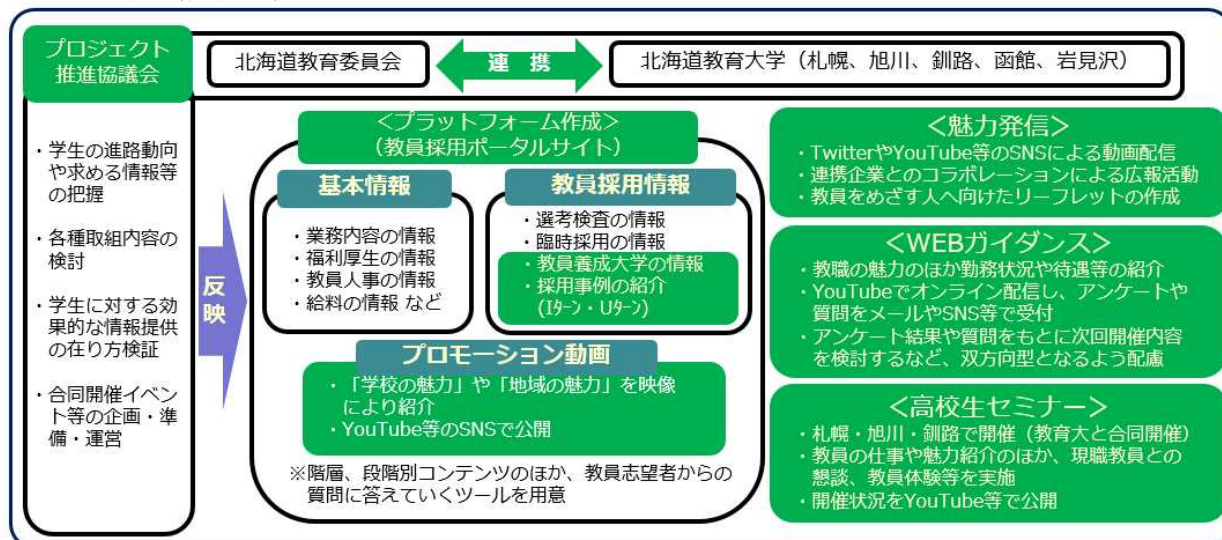 プロジェクト
推進協議会
北海道教育委員会
連 携
北海道教育大学（札幌、旭川、釧路、函館、岩見沢）
・学生の進路動向
や求める情報等
の把握
・各種取組内容の
検討
・学生に対する効
果的な情報提供
の在り方検証
・合同開催イベン
ト等の企画・準
備・運営
反
映
＜プラットフォーム作成＞
（教員採用ポータルサイト）
基本情報
・業務内容の情報
・福利厚生の情報
・教員人事の情報
・給料の情報 など
教員採用情報
・選考検査の情報
・臨時採用の情報
・教員養成大学の情報
・採用事例の紹介
(Iﾀｰﾝ・Uﾀｰﾝ)
プロモーション動画
・「学校の魅力」や「地域の魅力」を映像
により紹介
・YouTube等のSNSで公開
※階層、段階別コンテンツのほか、教員志望者からの
質問に答えていくツールを用意
＜魅力発信＞
・TwitterやYouTube等のSNSによる動画配信
・連携企業とのコラボレーションによる広報活動
・教員をめざす人へ向けたリーフレットの作成
＜WEBガイダンス＞
・教職の魅力のほか勤務状況や待遇等の紹介
・YouTubeでオンライン配信し、アンケートや
質問をメールやSNS等で受付
・アンケート結果や質問をもとに次回開催内容
を検討するなど、双方向型となるよう配慮
＜高校生セミナー＞
・札幌・旭川・釧路で開催（教育大と合同開催）
・教員の仕事や魅力紹介のほか、現職教員との
懇談、教員体験等を実施
・開催状況をYouTube等で公開